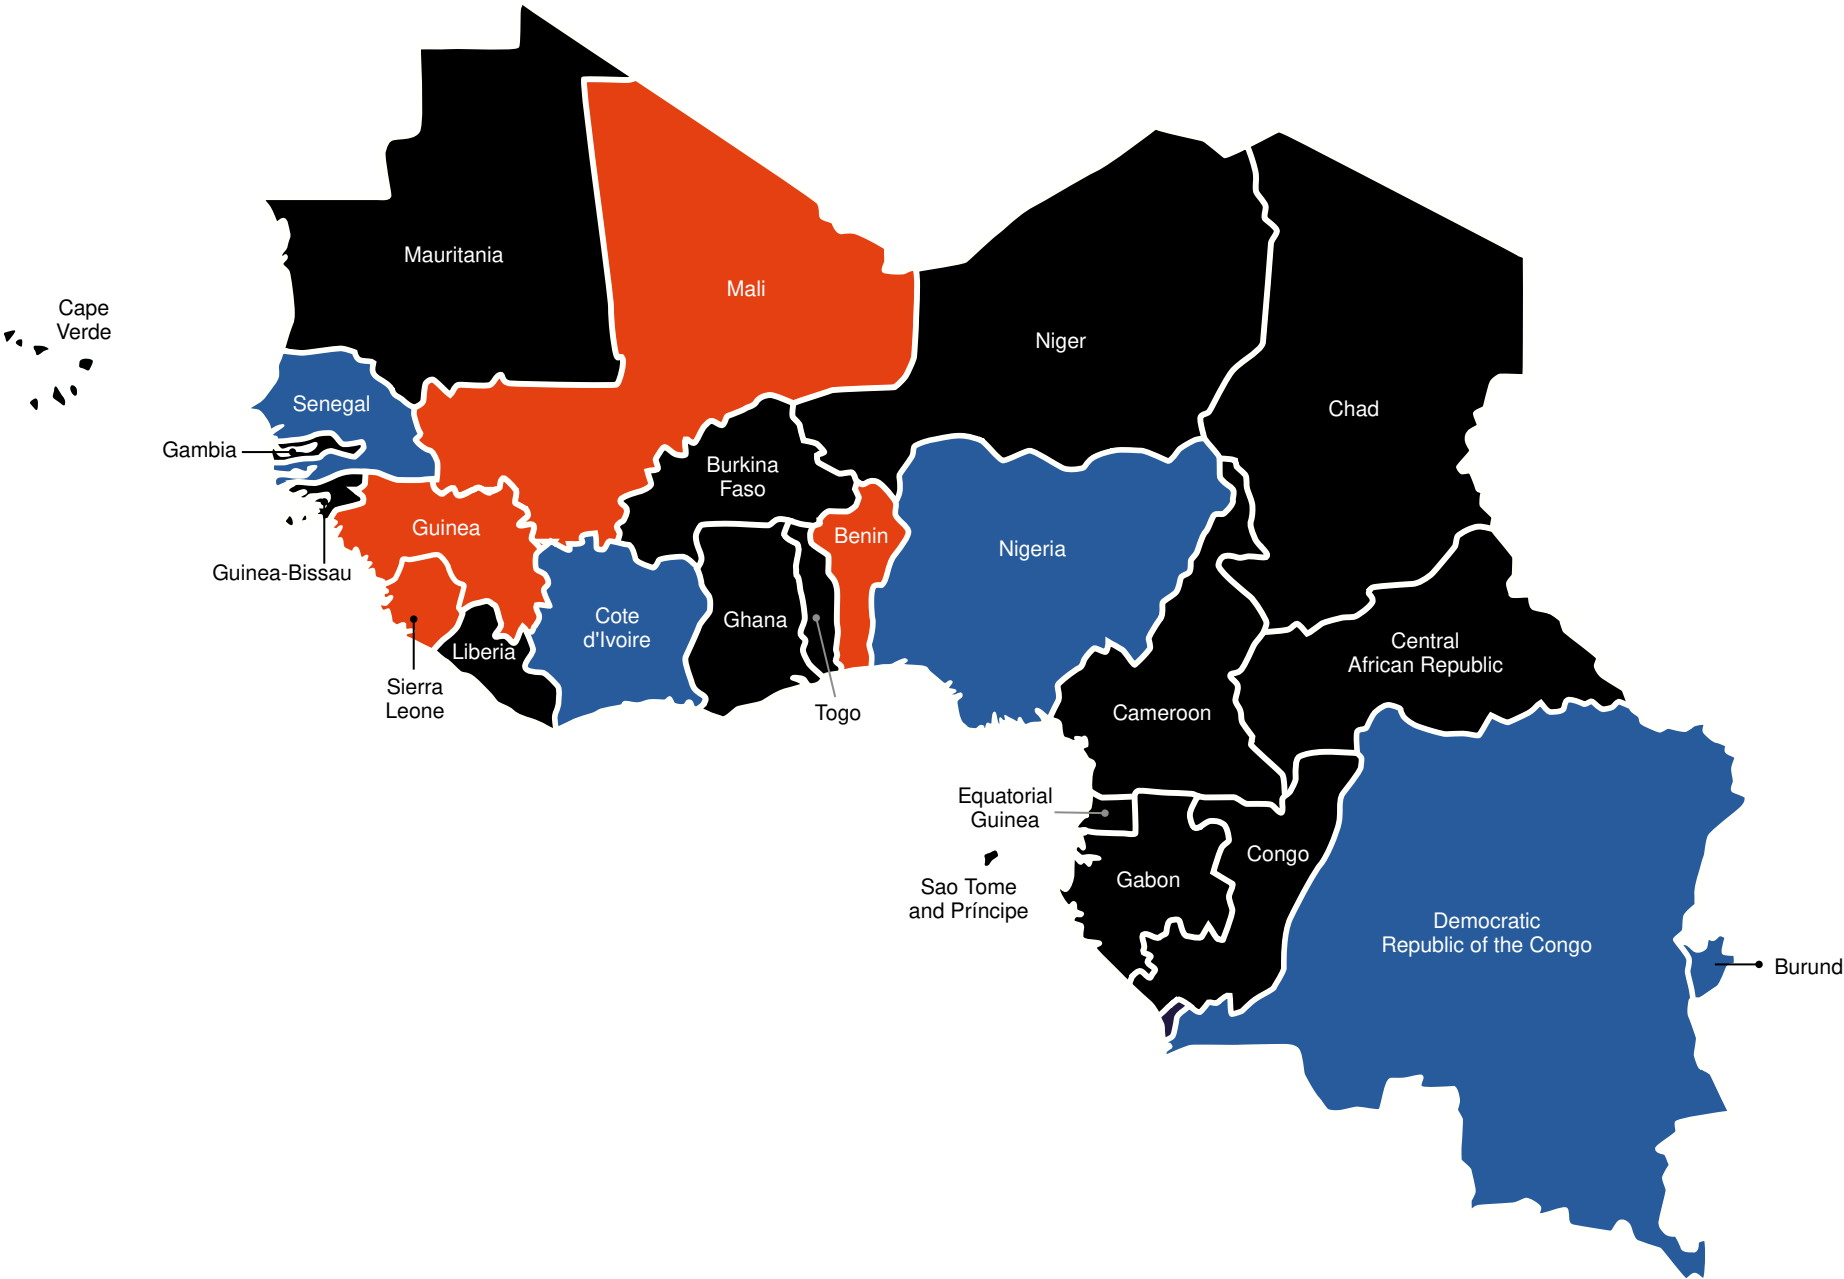 Mauritania
Mali
Cape
Verde
Niger
Senegal
Chad
Gambia
Burkina
Faso
Guinea
Benin
Nigeria
Guinea-Bissau
Cote
d'Ivoire
Ghana
Liberia
Central
African Republic
Sierra
Leone
Togo
Cameroon
Equatorial
Guinea
Congo
Gabon
Sao Tome
and Príncipe
Democratic
Republic of the Congo
Burund